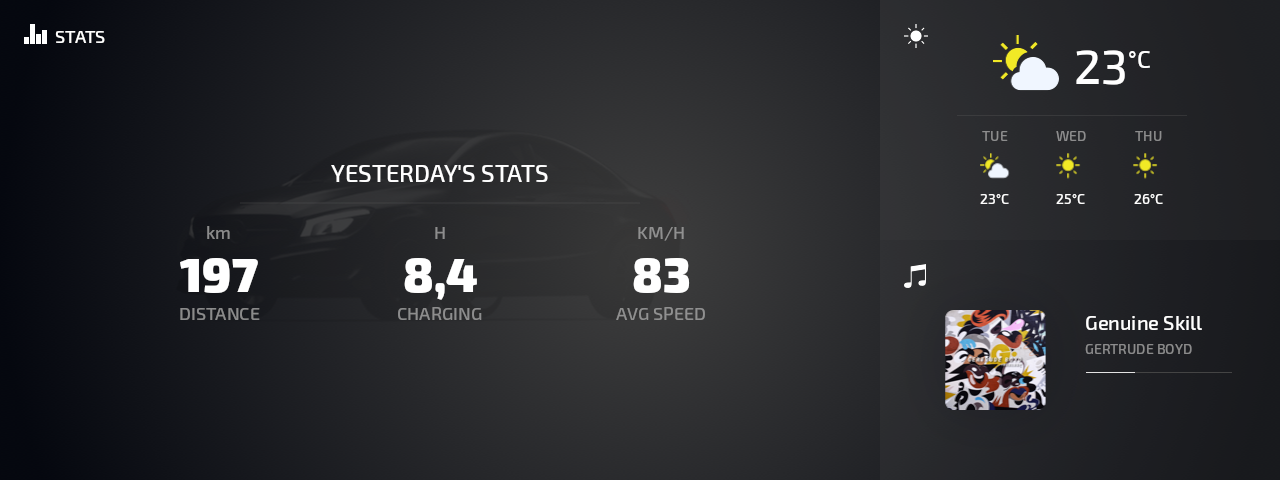 STATS
YESTERDAY'S STATS
km H KM/H
197 8,4 83
DISTANCE CHARGING AVG SPEED
23°C
TUE WED THU
23°C 25°C 26°C
Genuine Skill
GERTRUDE BOYD